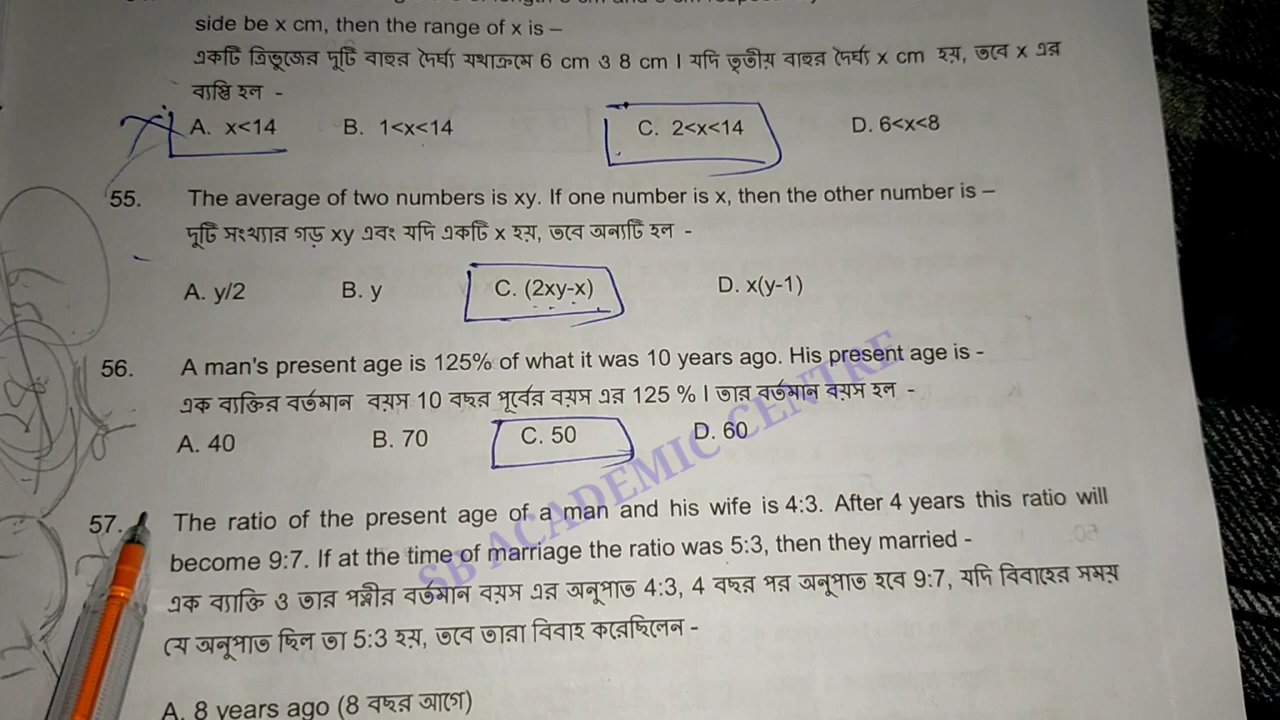 side be x cm, then the range of x is –
একটি ত্রিভুজের দুটি বাহুর দৈর্ঘ্য যথাক্রমে 6 cm ও 8 cm । যদি তৃতীয় বাহুর দৈর্ঘ্য x cm হয়, তবে x এর
ব্যপ্তি হল -
A. x<14 B. 1<x<14 C. 2<x<14 D. 6<x<8
55. The average of two numbers is xy. If one number is x, then the other number is –
দুটি সংখ্যার গড় xy এবং যদি একটি x হয়, তবে অন্যটি হল -
A. y/2 B. y C. (2xy-x) D. x(y-1)
56. A man's present age is 125% of what it was 10 years ago. His present age is -
এক ব্যক্তির বর্তমান বয়স 10 বছর পূর্বের বয়স এর 125 % । তার বর্তমান বয়স হল -
A. 40 B. 70 C. 50 D. 60
SB ACADEMIC CENTRE
57. The ratio of the present age of a man and his wife is 4:3. After 4 years this ratio will
become 9:7. If at the time of marriage the ratio was 5:3, then they married -
এক ব্যাক্তি ও তার পত্নীর বর্তমান বয়স এর অনুপাত 4:3, 4 বছর পর অনুপাত হবে 9:7, যদি বিবাহের সময়
যে অনুপাত ছিল তা 5:3 হয়, তবে তারা বিবাহ করেছিলেন -
A. 8 years ago (8 বছর আগে)